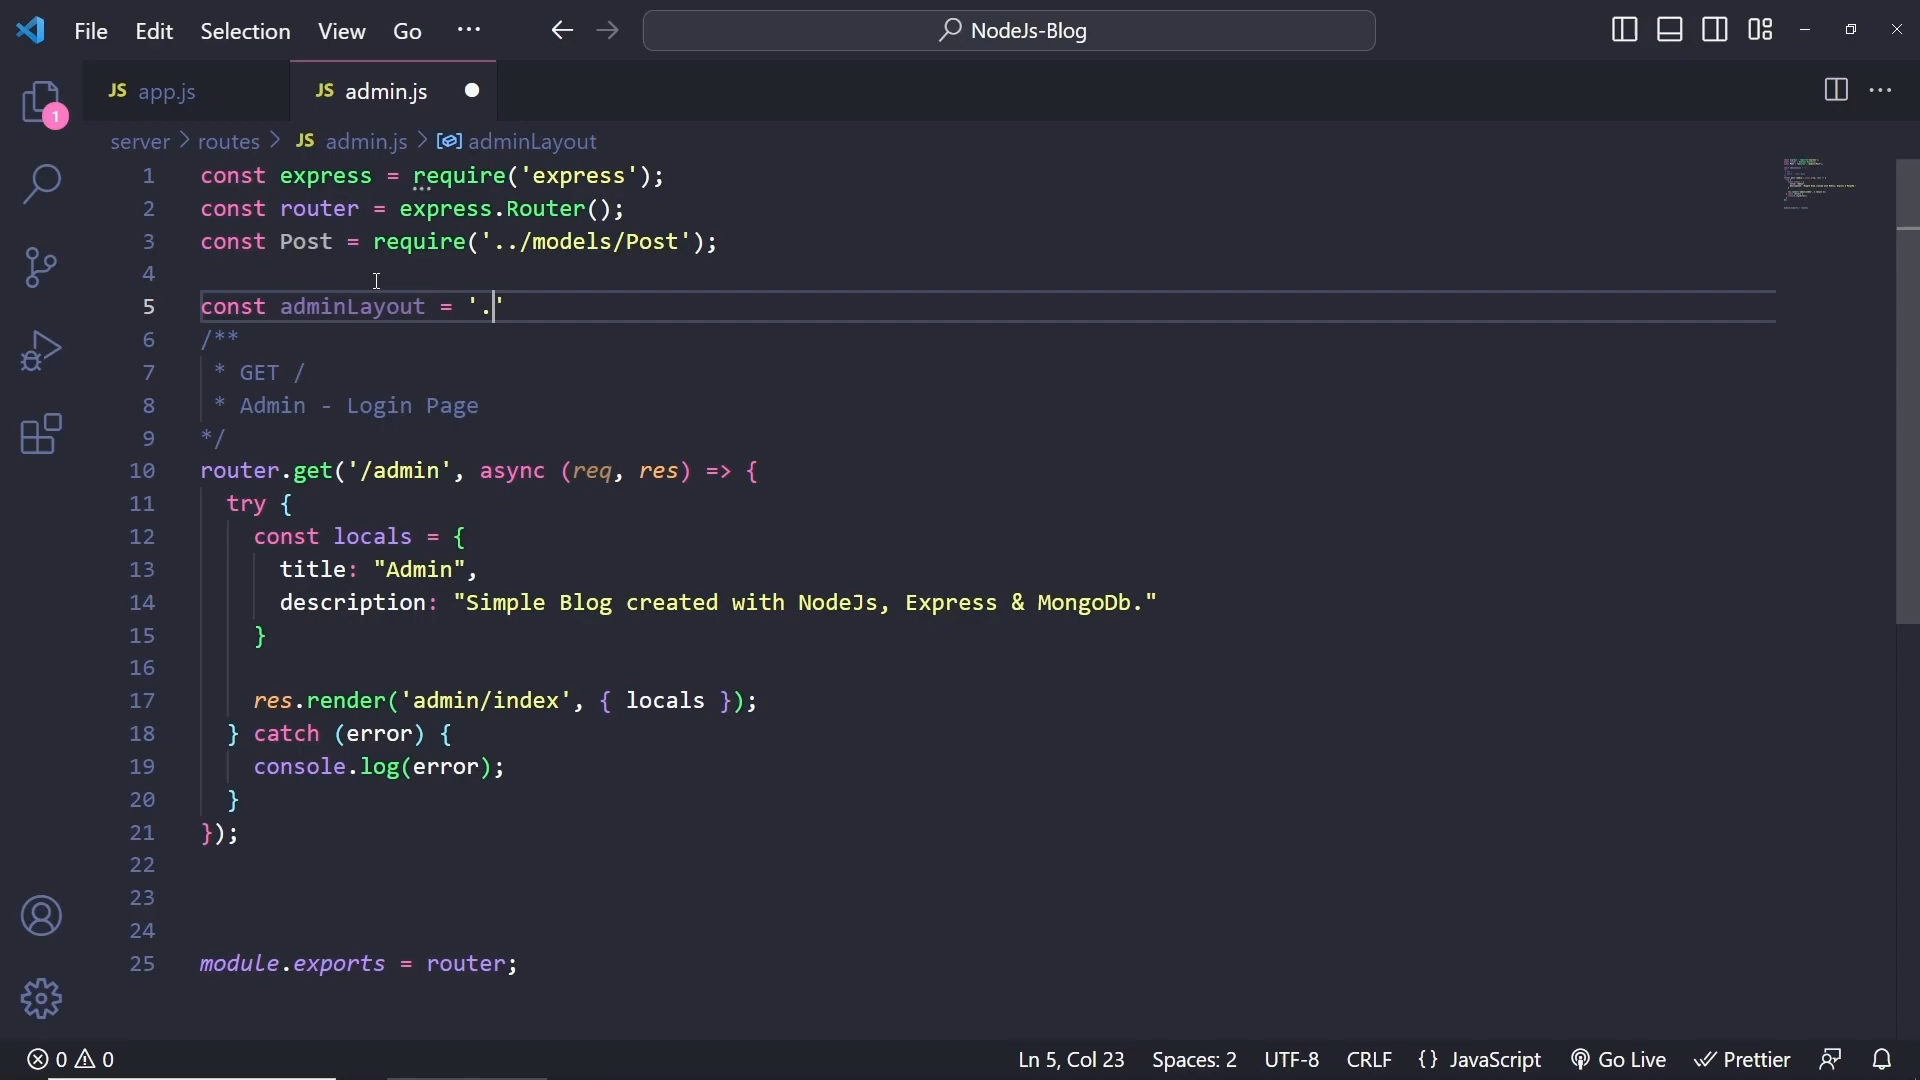 File Edit Selection View Go ··· NodeJs-Blog
JS app.js JS admin.js
1
server > routes > JS admin.js > adminLayout
1 const express = require('express');
2 const router = express.Router();
3 const Post = require('../models/Post');
4
5 const adminLayout = '.'
6 /**
7 * GET /
8 * Admin - Login Page
9 */
10 router.get('/admin', async (req, res) => {
11 try {
12 const locals = {
13 title: "Admin",
14 description: "Simple Blog created with NodeJs, Express & MongoDb."
15 }
16
17 res.render('admin/index', { locals });
18 } catch (error) {
19 console.log(error);
20 }
21 });
22
23
24
25 module.exports = router;
0 0 Ln 5, Col 23 Spaces: 2 UTF-8 CRLF {} JavaScript Go Live Prettier